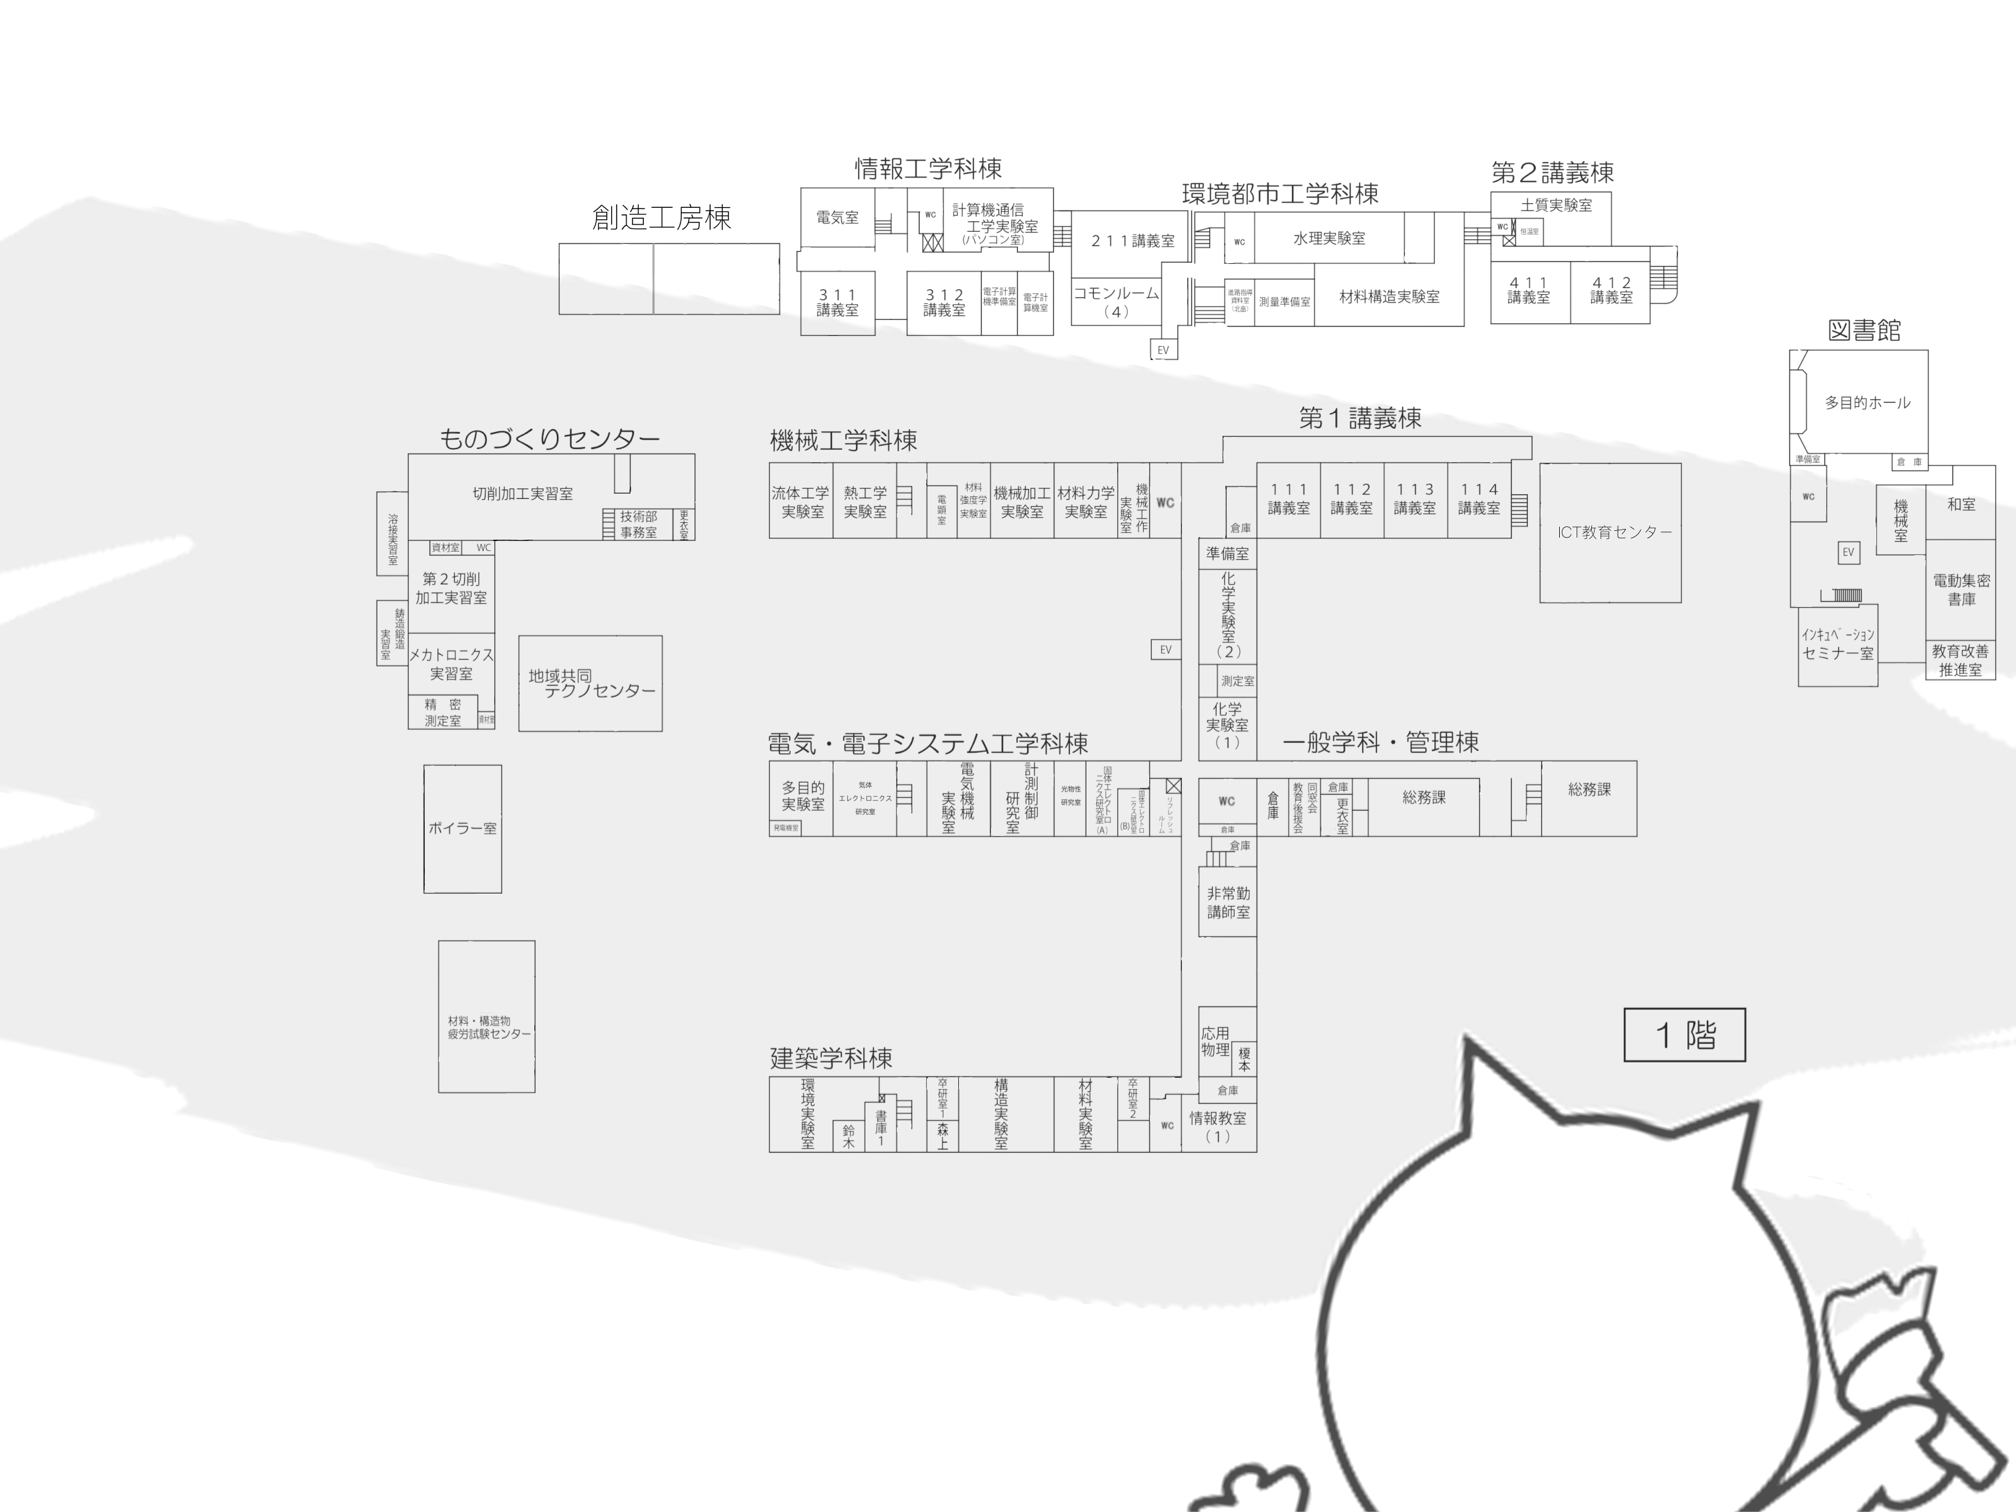 情報工学科棟
電気室
WC
計算機通信
工学実験室
(パソコン室)
311
講義室
312
講義室
電子計算
機準備室
電子計
算機室
創造工房棟
211講義室
コモンルーム
(4)
EV
環境都市工学科棟
WC
水理実験室
進路指導
資料室
測量準備室
材料構造実験室
第2講義棟
土質実験室
WC
恒温室
411
講義室
412
講義室
図書館
多目的ホール
準備室
倉 庫
WC
機械室
和室
EV
電動集密
書庫
インキュベーション
セミナー室
教育改善
推進室
ものづくりセンター
切削加工実習室
技術部
事務室
更衣室
溶接実習室
資材室
WC
第2切削
加工実習室
鋳造鍛造
実習室
メカトロニクス
実習室
精 密
測定室
資材室
地域共同
テクノセンター
ボイラー室
材料・構造物
疲労試験センター
機械工学科棟
流体工学
実験室
熱工学
実験室
電顕室
材料
強度学
実験室
機械加工
実験室
材料力学
実験室
機械工作
実験室
WC
第1講義棟
倉庫
111
講義室
112
講義室
113
講義室
114
講義室
ICT教育センター
準備室
化学実験室(2)
EV
測定室
化学
実験室
(1)
電気・電子システム工学科棟
多目的
実験室
発電機室
気体
エレクトロニクス
研究室
電気機械
実験室
計測制御
研究室
光物性
研究室
固体エレクトロ
ニクス研究室(A)
固体エレクトロ
ニクス研究室(B)
リフレッシュ
ルーム
一般学科・管理棟
WC
倉庫
倉庫
同窓会
教育後援会
倉庫
更衣室
総務課
総務課
倉庫
非常勤
講師室
応用
物理
榎本
倉庫
情報教室
(1)
建築学科棟
環境実験室
鈴木
書庫1
卒研室1
森上
構造実験室
材料実験室
卒研室2
WC
1階